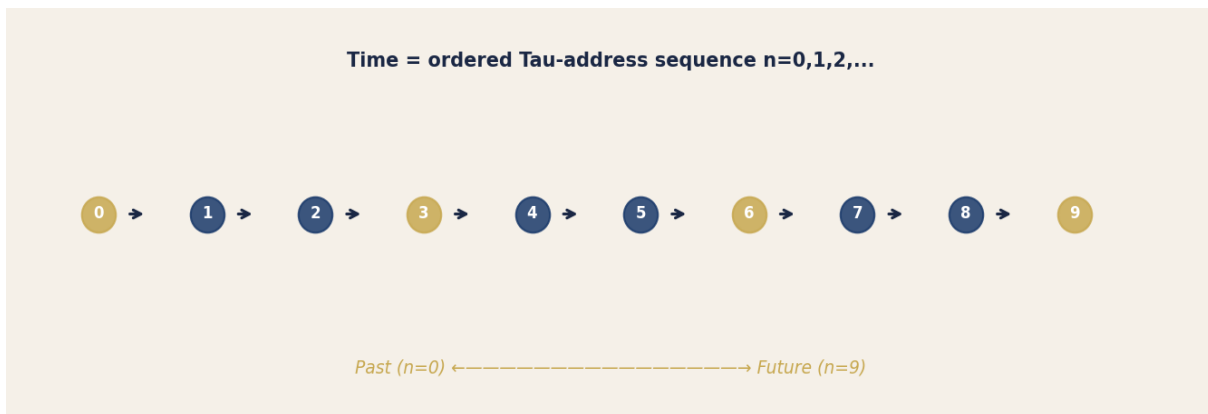 Time = ordered Tau-address sequence n=0,1,2,...
0 → 1 → 2 → 3 → 4 → 5 → 6 → 7 → 8 → 9
Past (n=0) ←————————————————→ Future (n=9)